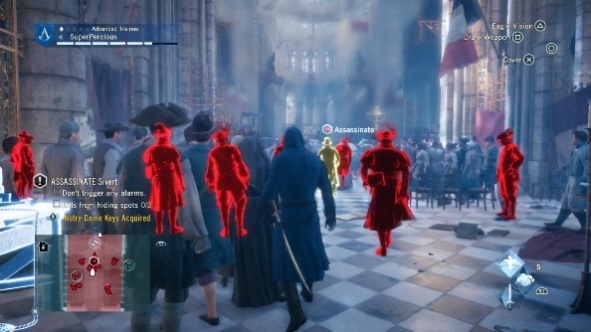 Advanced Trainee
SuperPercious
Eagle Vision
Draw Weapon
Cover
Assassinate
ASSASSINATE Sivert
Don't trigger any alarms.
Kills from hiding spots 0/2
Notre Dame Keys Acquired
5